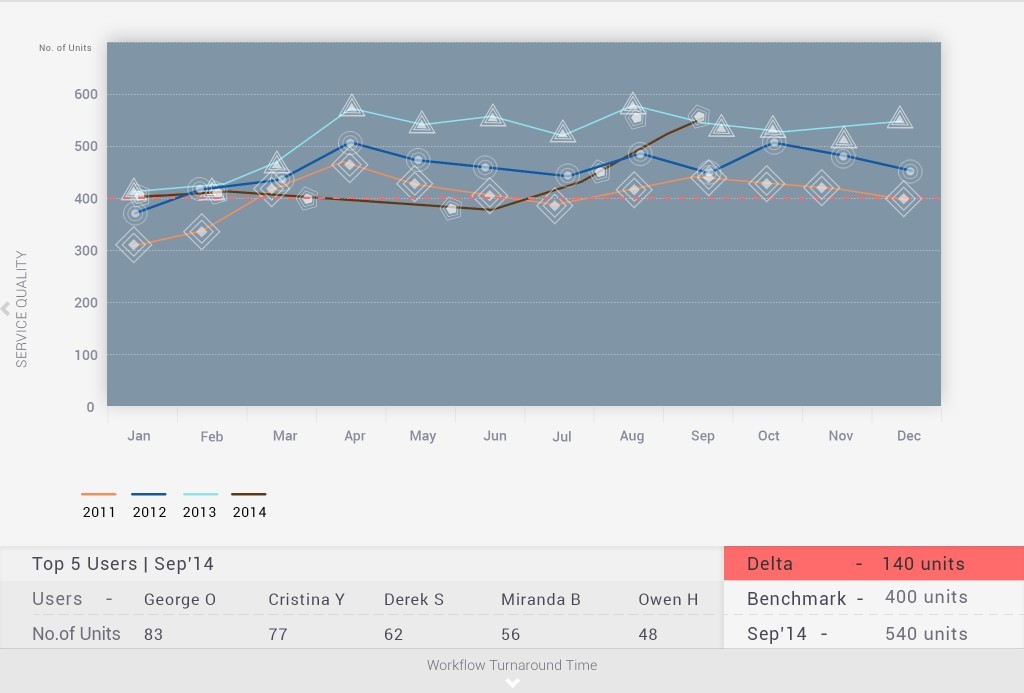 No. of Units
600
500
400
300
200
100
0
SERVICE QUALITY
Jan Feb Mar Apr May Jun Jul Aug Sep Oct Nov Dec
2011 2012 2013 2014
Top 5 Users | Sep'14
Users - George O Cristina Y Derek S Miranda B Owen H
No.of Units 83 77 62 56 48
Delta - 140 units
Benchmark - 400 units
Sep'14 - 540 units
Workflow Turnaround Time